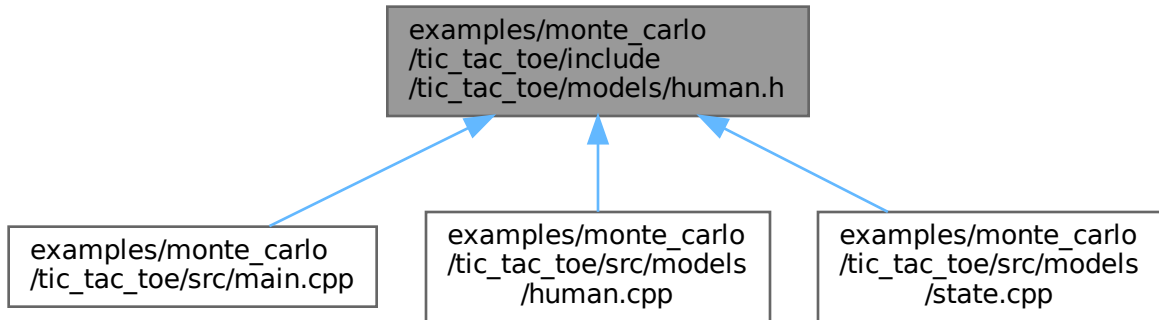 examples/monte_carlo
/tic_tac_toe/include
/tic_tac_toe/models/human.h
examples/monte_carlo
/tic_tac_toe/src/main.cpp
examples/monte_carlo
/tic_tac_toe/src/models
/human.cpp
examples/monte_carlo
/tic_tac_toe/src/models
/state.cpp